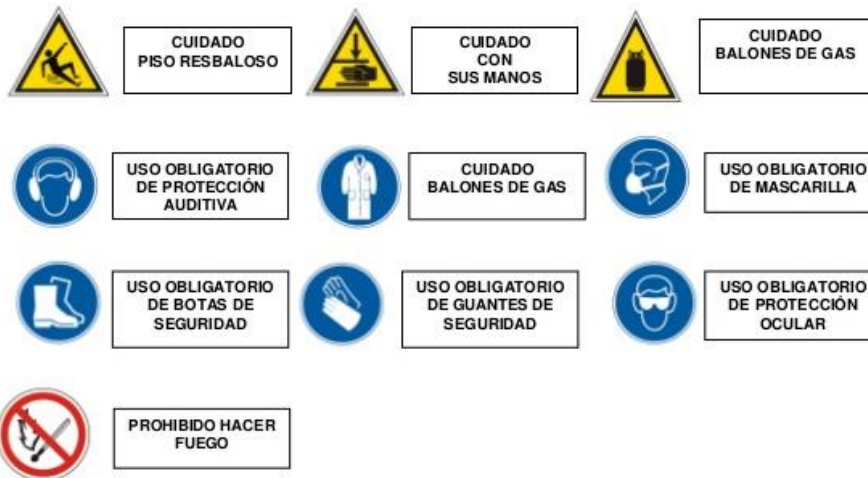 CUIDADO
PISO RESBALOSO
CUIDADO
CON
SUS MANOS
CUIDADO
BALONES DE GAS
USO OBLIGATORIO
DE PROTECCIÓN
AUDITIVA
CUIDADO
BALONES DE GAS
USO OBLIGATORIO
DE MASCARILLA
USO OBLIGATORIO
DE BOTAS DE
SEGURIDAD
USO OBLIGATORIO
DE GUANTES DE
SEGURIDAD
USO OBLIGATORIO
DE PROTECCIÓN
OCULAR
PROHIBIDO HACER
FUEGO